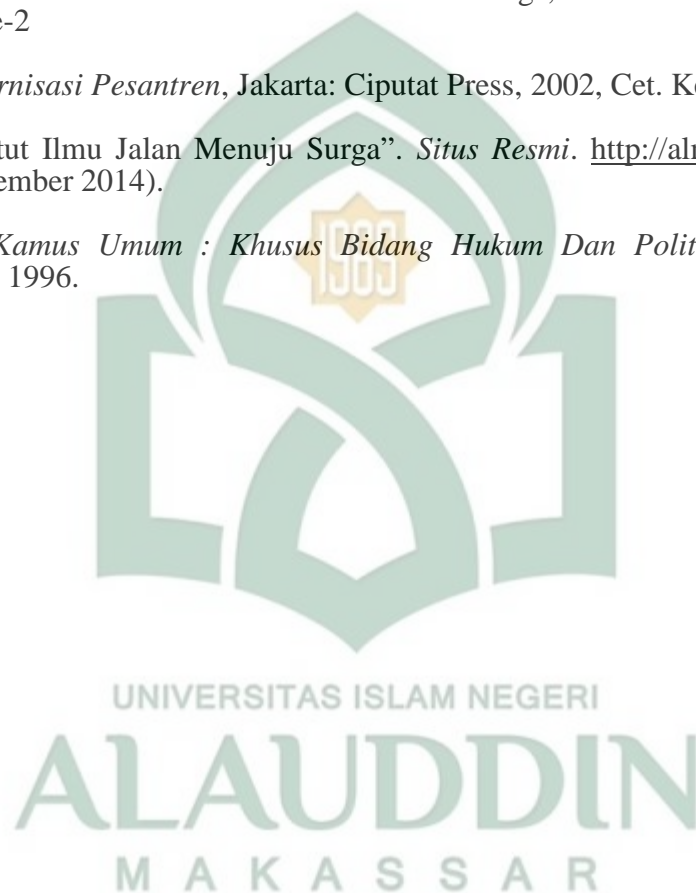 e-2
rnisasi Pesantren, Jakarta: Ciputat Press, 2002, Cet. Ke
tut Ilmu Jalan Menuju Surga”. Situs Resmi. http://aln
ember 2014).
Kamus Umum : Khusus Bidang Hukum Dan Polit
1996.
1965
UNIVERSITAS ISLAM NEGERI
ALAUDDIN
MAKASSAR